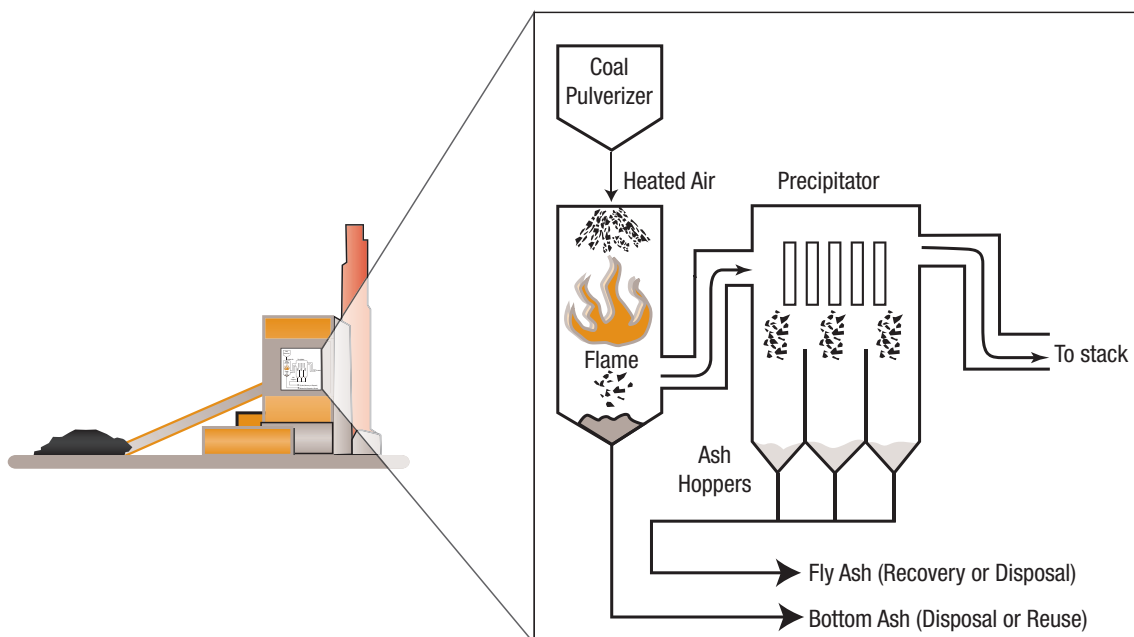 Coal
Pulverizer
Heated Air
Precipitator
Flame
To stack
Ash
Hoppers
Fly Ash (Recovery or Disposal)
Bottom Ash (Disposal or Reuse)